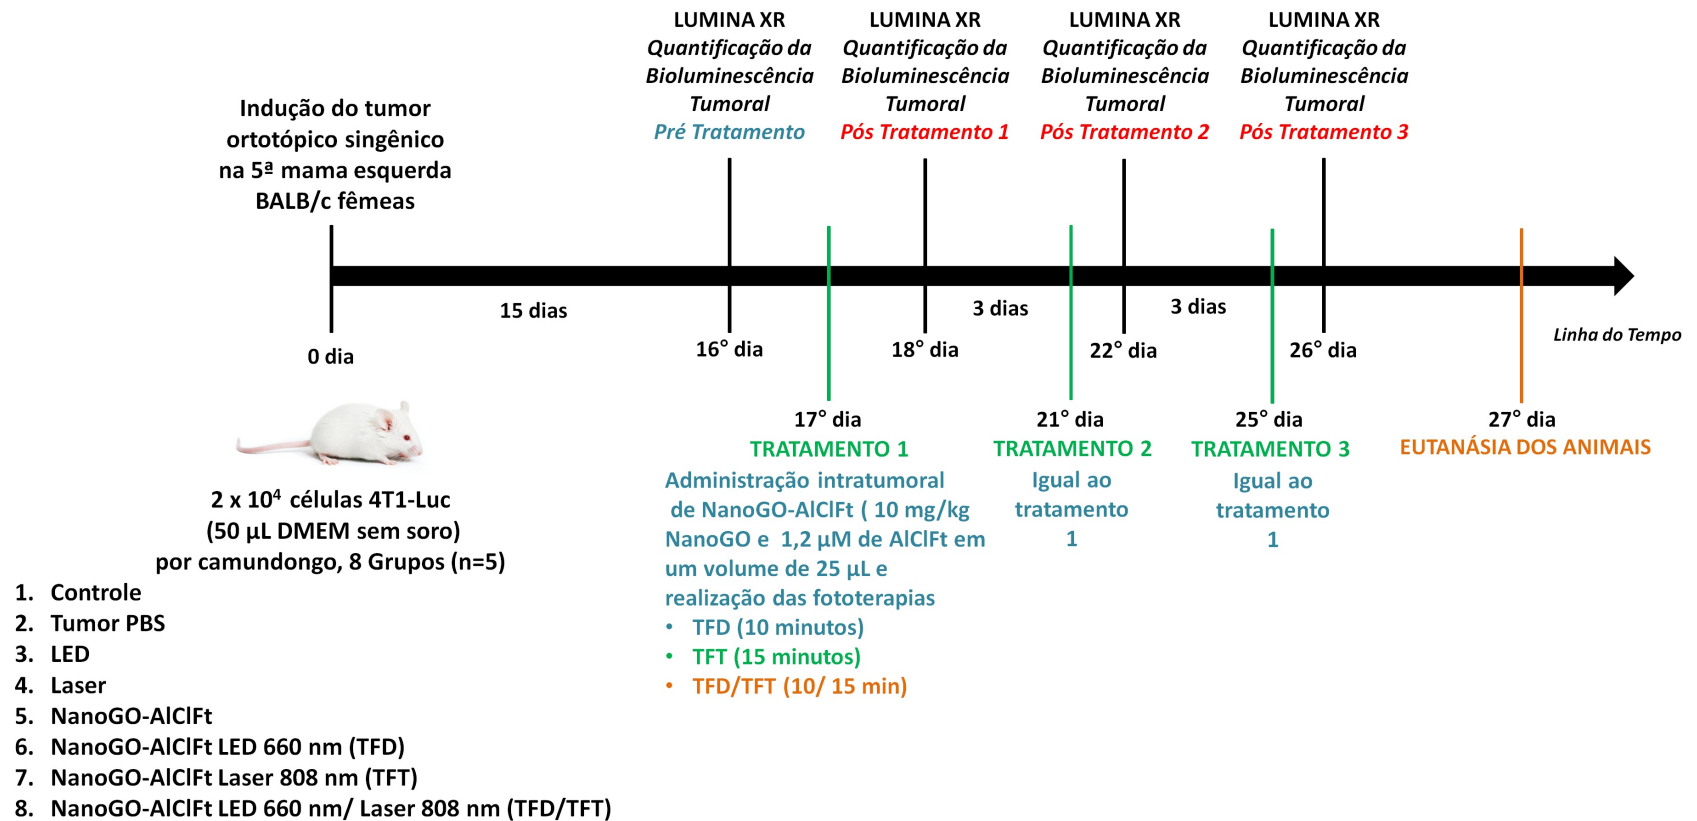 LUMINA XR
Quantificação da
Bioluminescência
Tumoral
Pré Tratamento
LUMINA XR
Quantificação da
Bioluminescência
Tumoral
Pós Tratamento 1
LUMINA XR
Quantificação da
Bioluminescência
Tumoral
Pós Tratamento 2
LUMINA XR
Quantificação da
Bioluminescência
Tumoral
Pós Tratamento 3
Indução do tumor
ortotópico singênico
na 5ª mama esquerda
BALB/c fêmeas
15 dias
3 dias
3 dias
Linha do Tempo
0 dia
16° dia
18° dia
22° dia
26° dia
17° dia
TRATAMENTO 1
Administração intratumoral
de NanoGO-AlClFt ( 10 mg/kg
NanoGO e 1,2 µM de AlClFt em
um volume de 25 µL e
realização das fototerapias
• TFD (10 minutos)
• TFT (15 minutos)
• TFD/TFT (10/ 15 min)
21° dia
TRATAMENTO 2
Igual ao
tratamento
1
25° dia
TRATAMENTO 3
Igual ao
tratamento
1
27° dia
EUTANÁSIA DOS ANIMAIS
2 x 10⁴ células 4T1-Luc
(50 µL DMEM sem soro)
por camundongo, 8 Grupos (n=5)
1. Controle
2. Tumor PBS
3. LED
4. Laser
5. NanoGO-AlClFt
6. NanoGO-AlClFt LED 660 nm (TFD)
7. NanoGO-AlClFt Laser 808 nm (TFT)
8. NanoGO-AlClFt LED 660 nm/ Laser 808 nm (TFD/TFT)